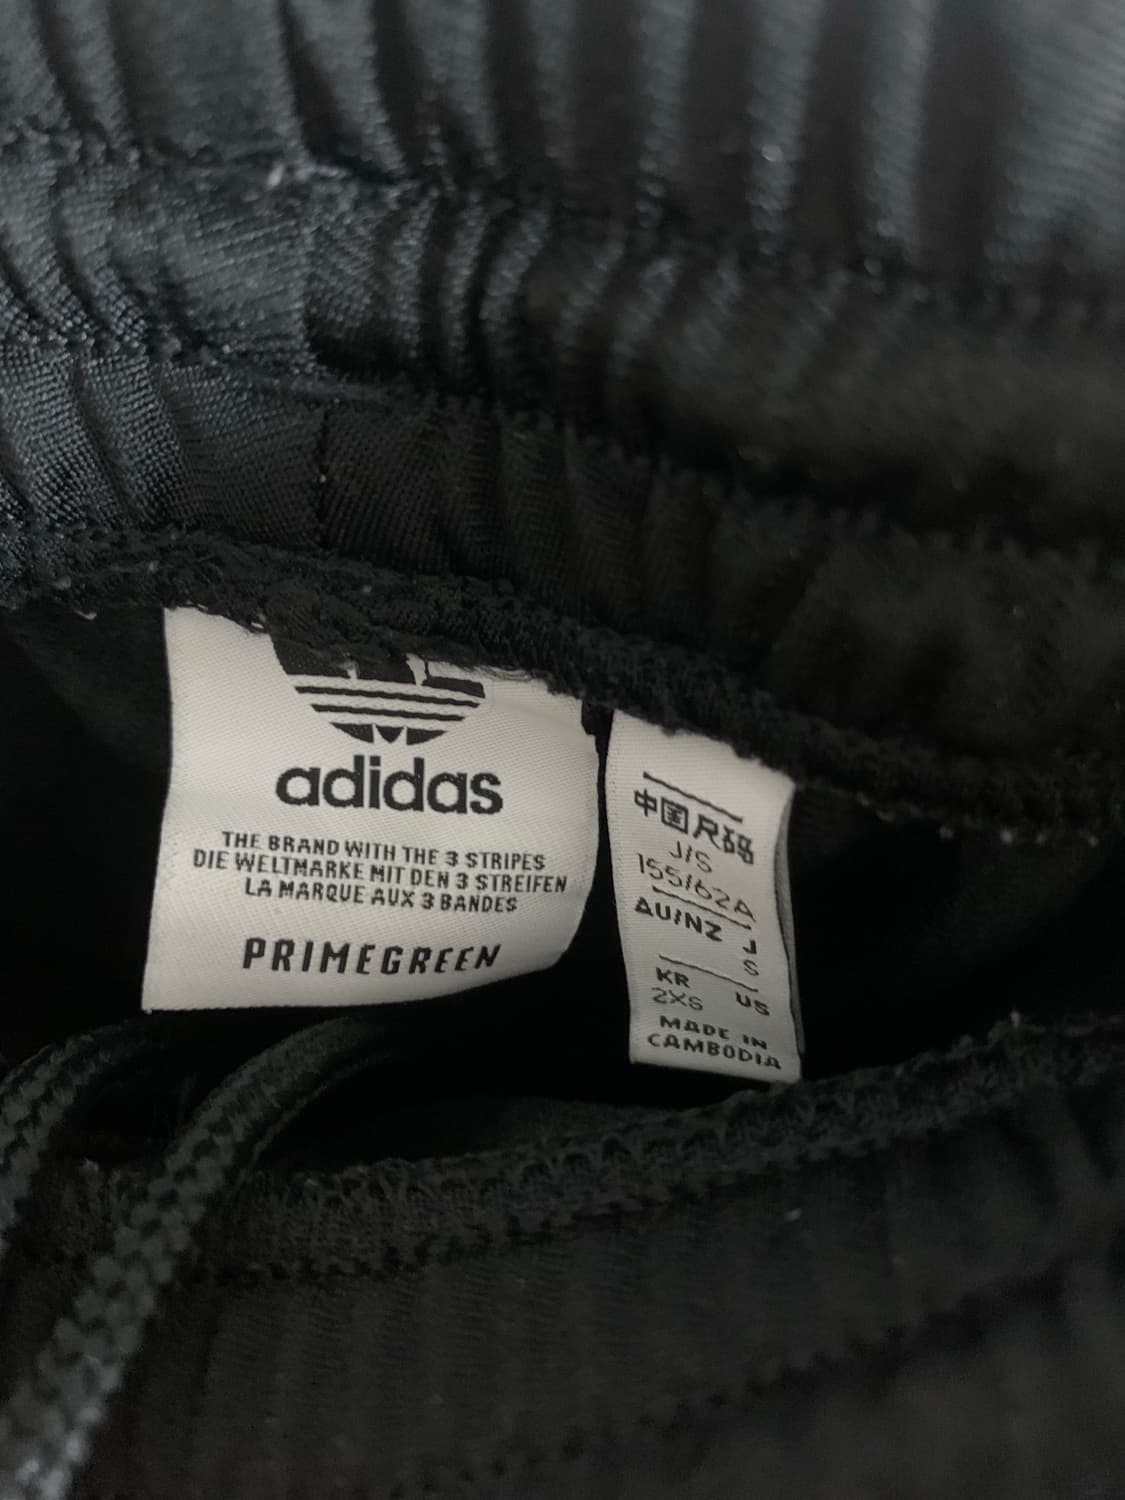 adidas
THE BRAND WITH THE 3 STRIPES
DIE WELTMARKE MIT DEN 3 STREIFEN
LA MARQUE AUX 3 BANDES
PRIMEGREEN
中国尺码
J/S
155/62A
AU/NZ J
S
KR US
2XS
MADE IN
CAMBODIA